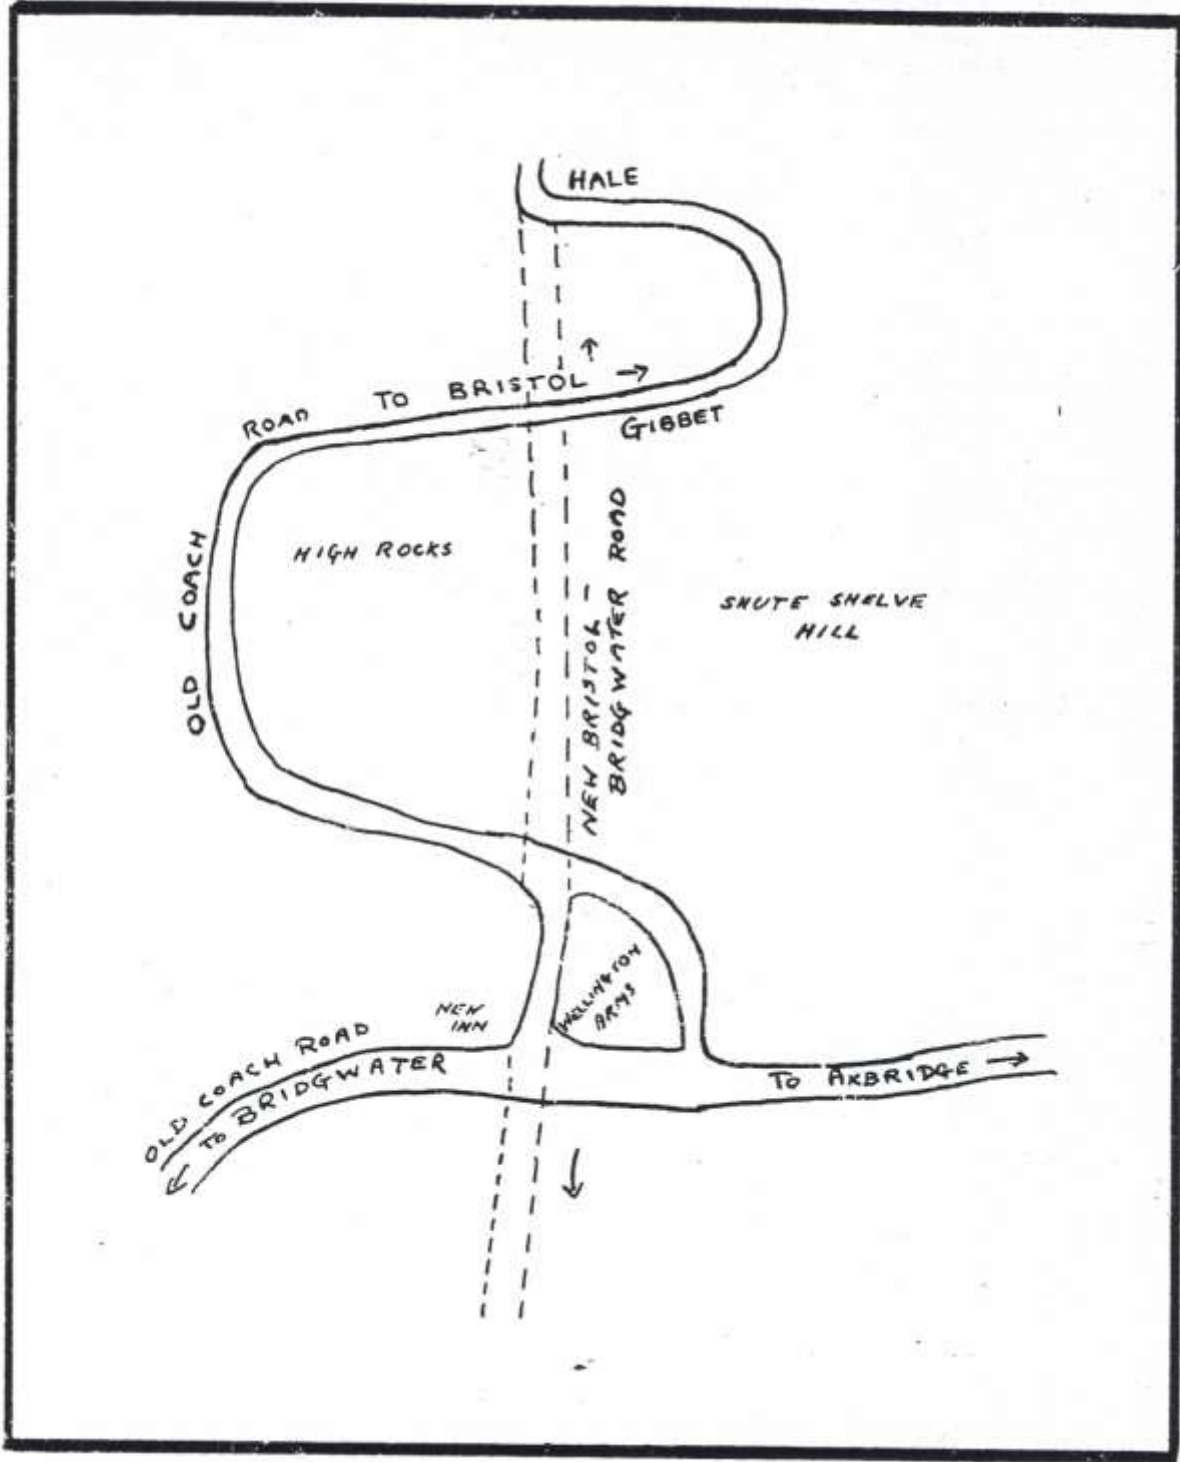 HALE
OLD COACH ROAD TO BRISTOL
GIBBET
HIGH ROCKS
NEW BRISTOL –
BRIDGWATER ROAD
SHUTE SHELVE
HILL
WELLINGTON
ARMS
NEW
INN
OLD COACH ROAD
TO BRIDGWATER
TO AXBRIDGE